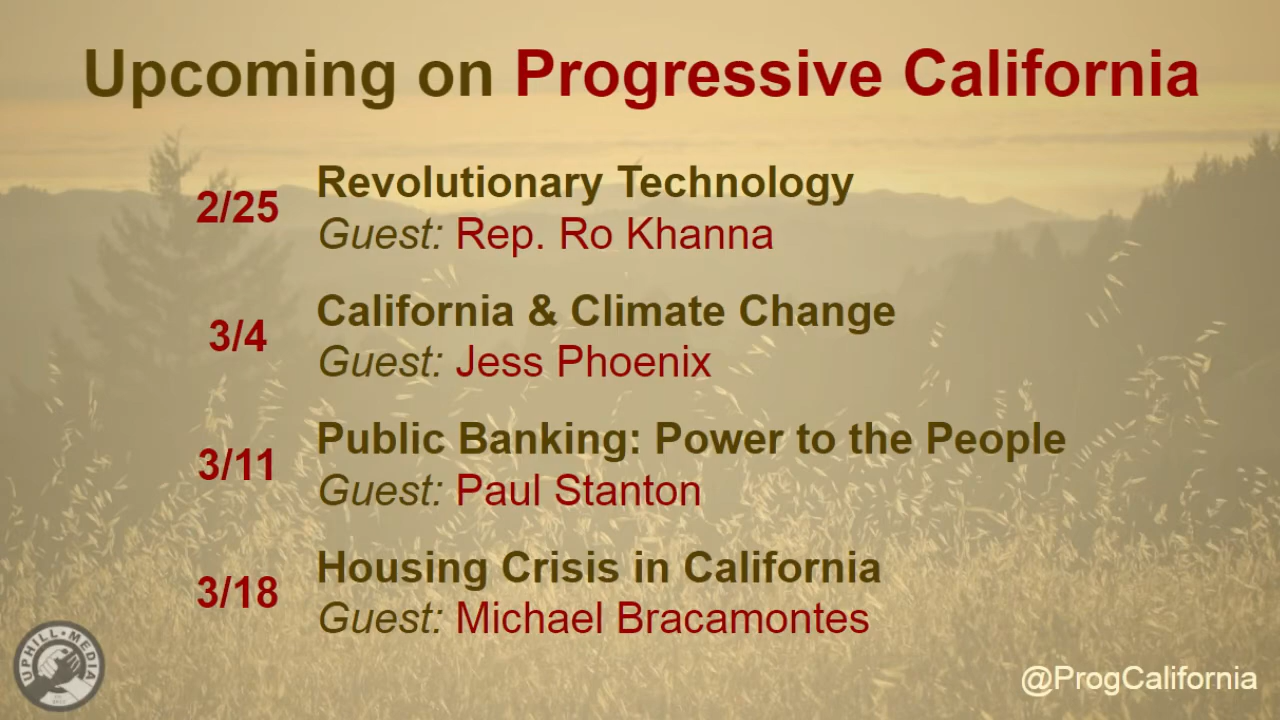 Upcoming on Progressive California
2/25
Revolutionary Technology
Guest: Rep. Ro Khanna
3/4
California & Climate Change
Guest: Jess Phoenix
3/11
Public Banking: Power to the People
Guest: Paul Stanton
3/18
Housing Crisis in California
Guest: Michael Bracamontes
UPHILL MEDIA
@ProgCalifornia